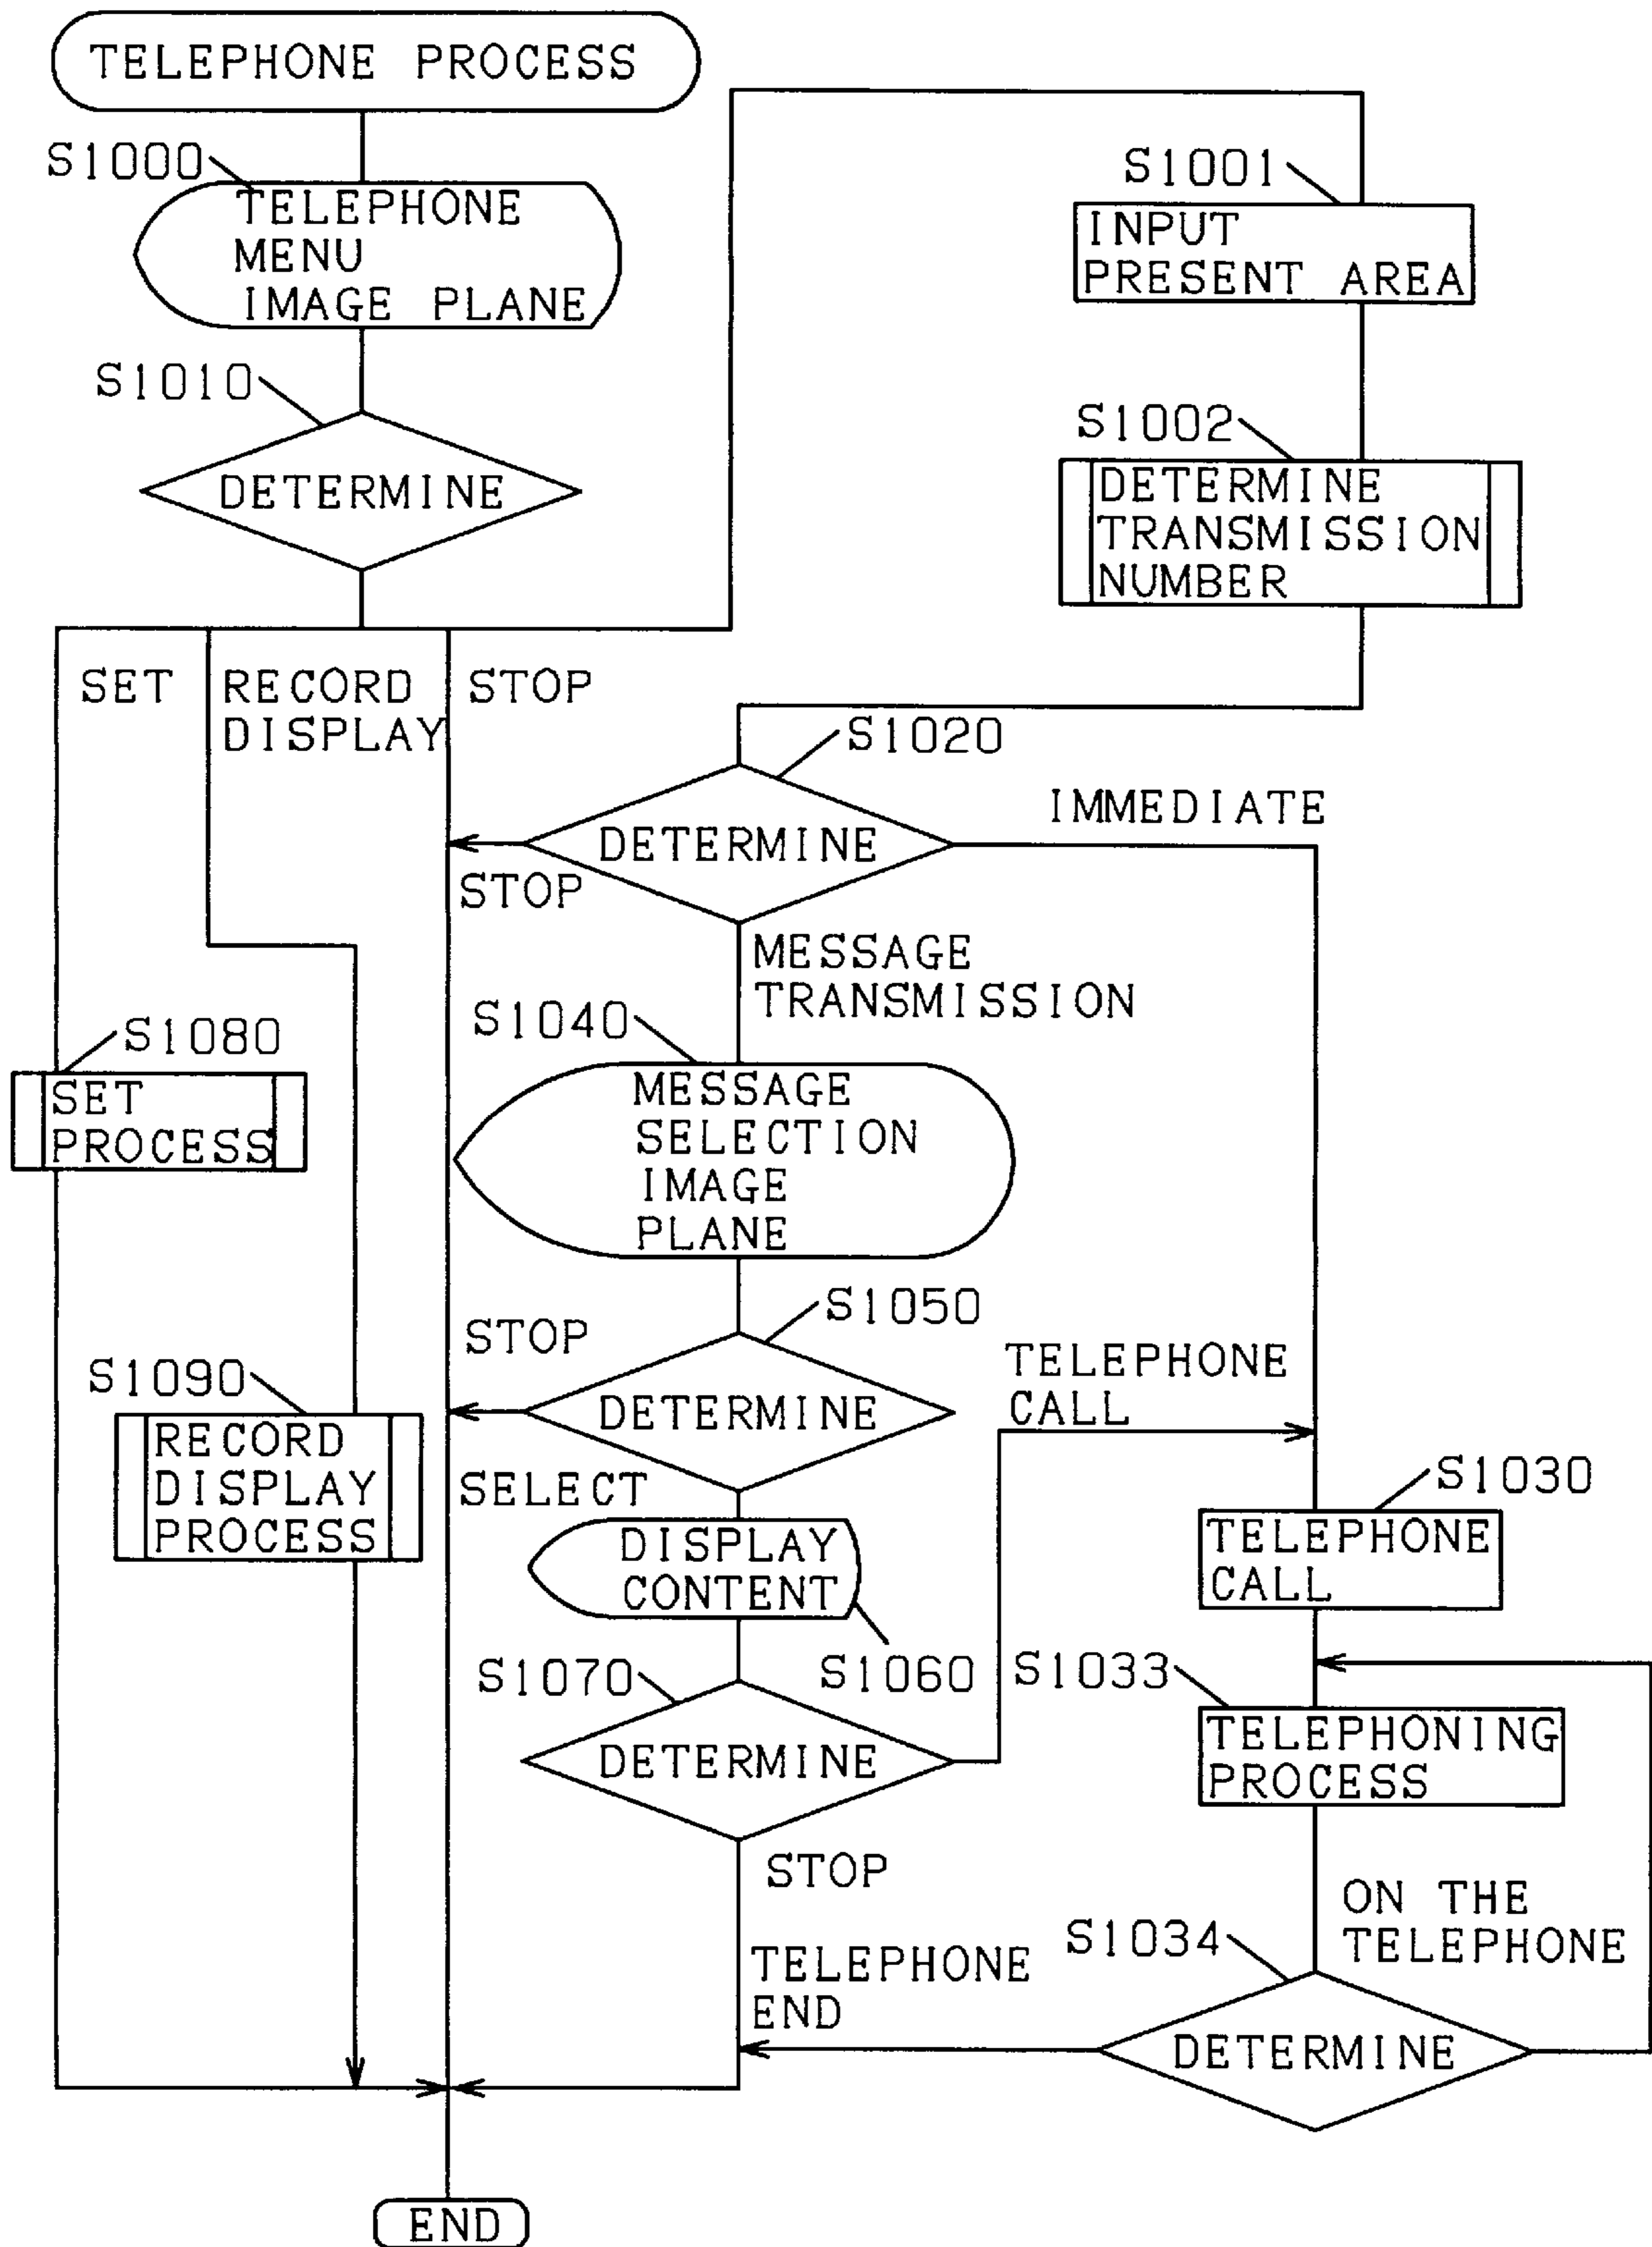 TELEPHONE PROCESS
S1000
TELEPHONE
MENU
IMAGE PLANE
S1010
DETERMINE
S1001
INPUT
PRESENT AREA
S1002
DETERMINE
TRANSMISSION
NUMBER
SET
RECORD
DISPLAY
STOP
S1020
DETERMINE
IMMEDIATE
STOP
MESSAGE
TRANSMISSION
S1040
MESSAGE
SELECTION
IMAGE
PLANE
S1080
SET
PROCESS
S1050
STOP
DETERMINE
TELEPHONE
CALL
S1090
RECORD
DISPLAY
PROCESS
SELECT
DISPLAY
CONTENT
S1060
S1030
TELEPHONE
CALL
S1070
DETERMINE
S1033
TELEPHONING
PROCESS
STOP
ON THE
TELEPHONE
S1034
TELEPHONE
END
DETERMINE
END